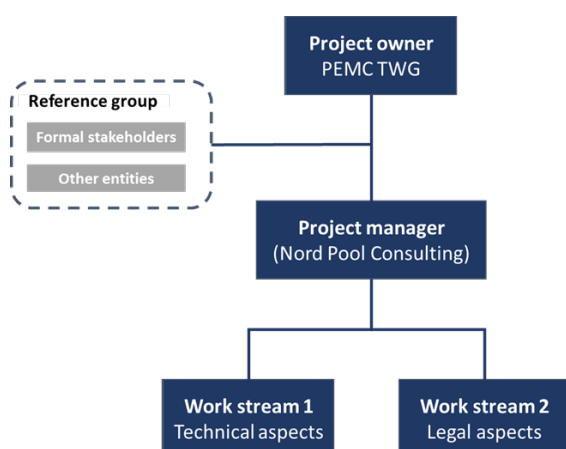 Project owner
PEMC TWG
Reference group
Formal stakeholders
Other entities
Project manager
(Nord Pool Consulting)
Work stream 1
Technical aspects
Work stream 2
Legal aspects